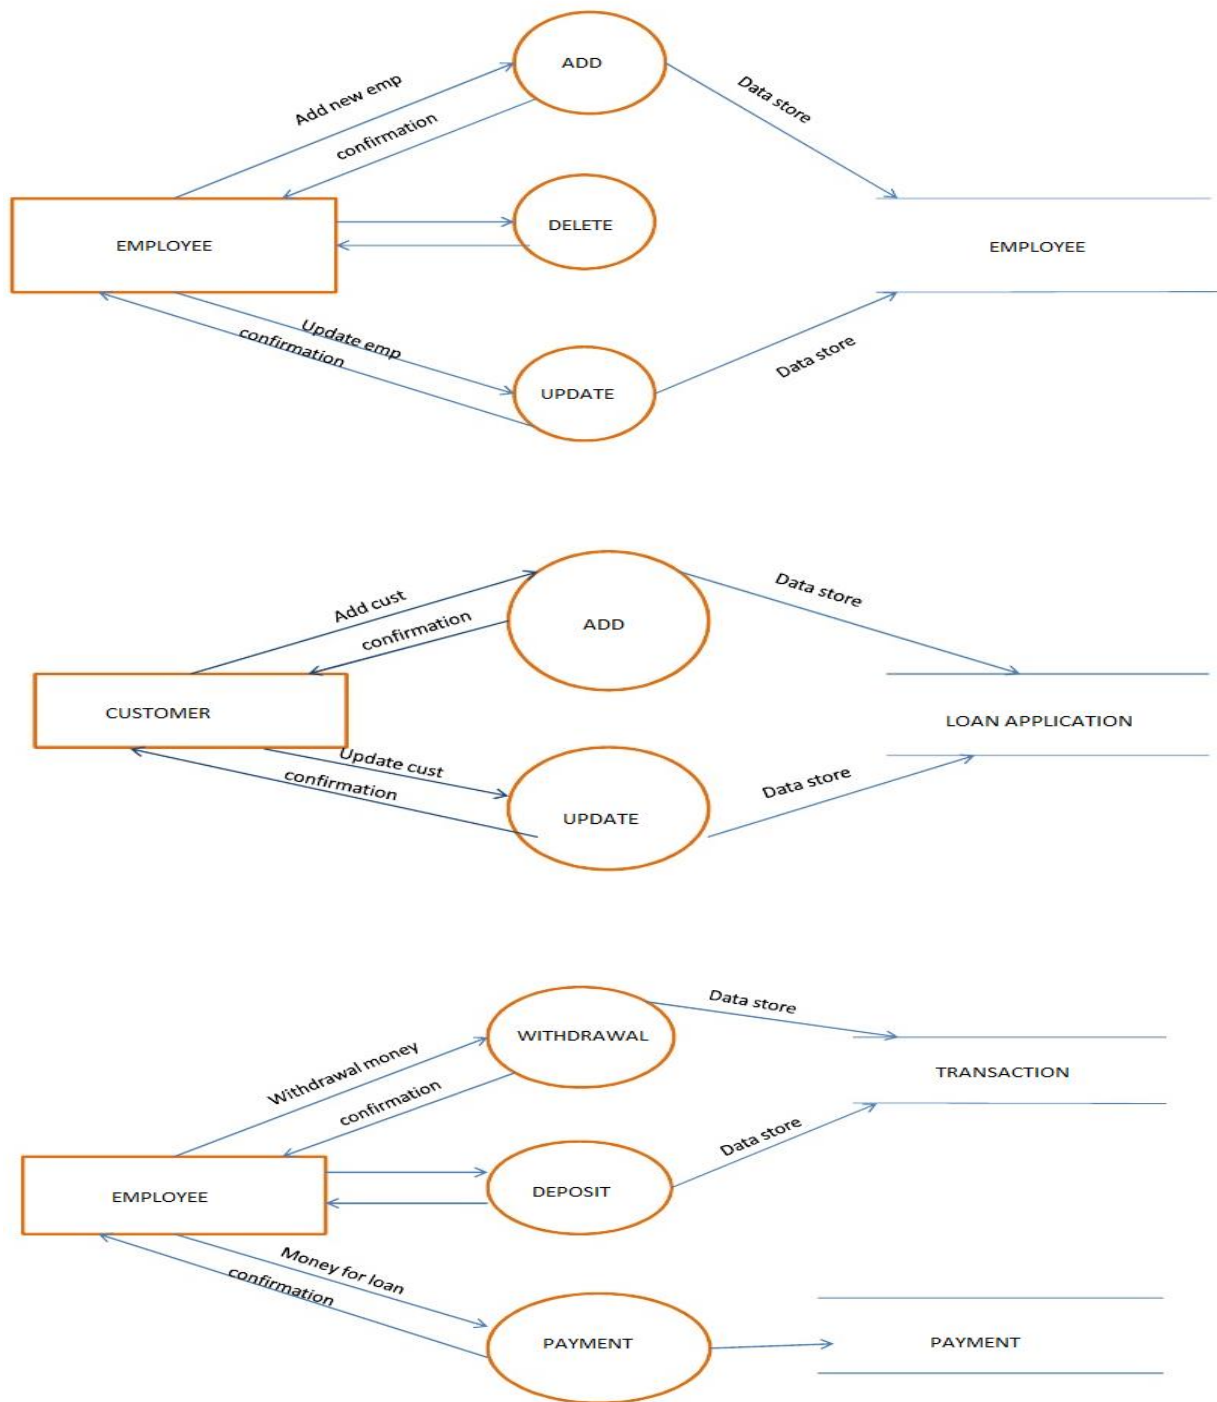 ADD
Add new emp
Data store
confirmation
DELETE
EMPLOYEE
EMPLOYEE
Update emp
confirmation
Data store
UPDATE
Add cust
Data store
confirmation
ADD
CUSTOMER
LOAN APPLICATION
Update cust
confirmation
Data store
UPDATE
Data store
WITHDRAWAL
Withdrawal money
TRANSACTION
confirmation
Data store
EMPLOYEE
DEPOSIT
Money for loan
confirmation
PAYMENT
PAYMENT